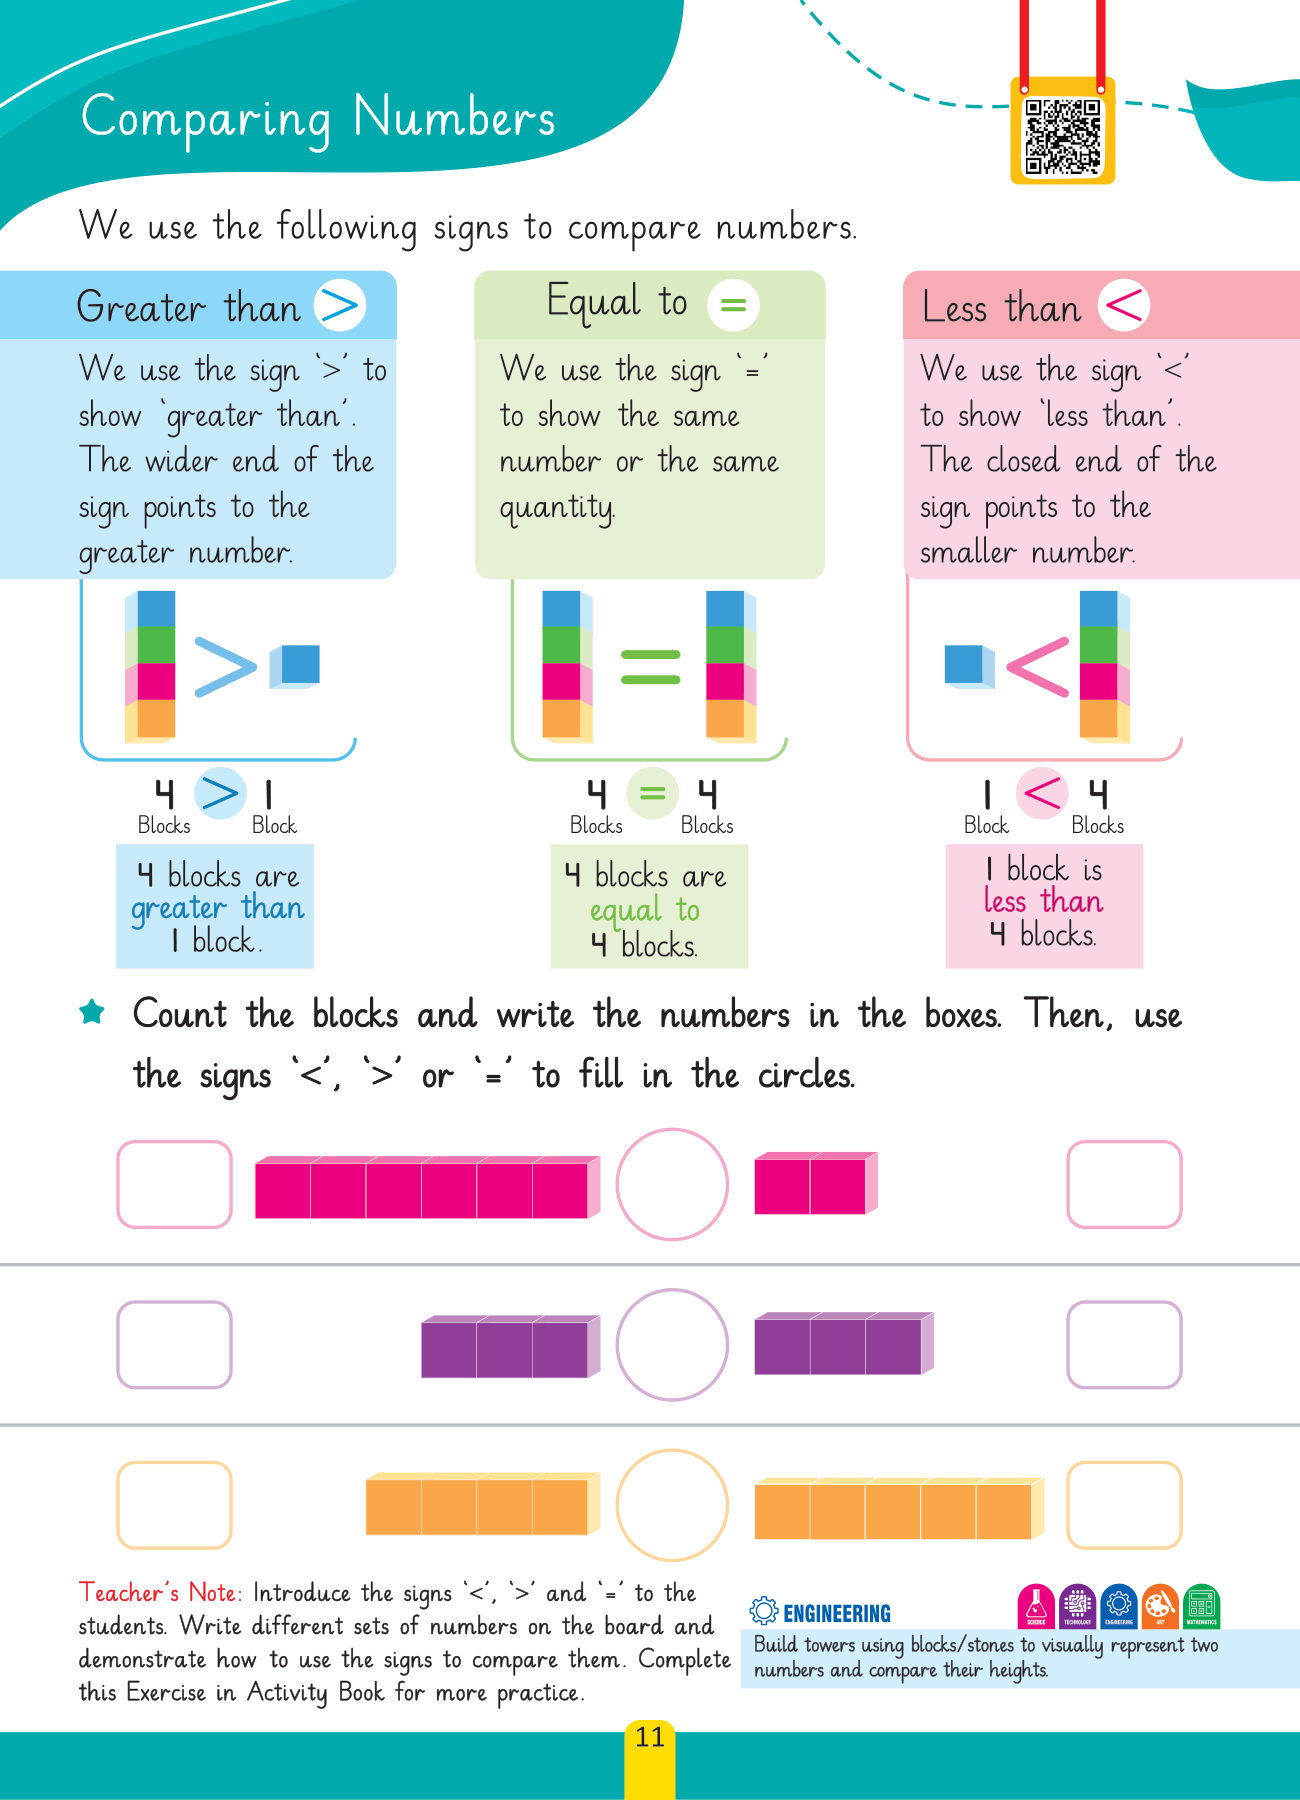 Comparing Numbers
We use the following signs to compare numbers.
Greater than >
We use the sign ‘>’ to
show ‘greater than’.
The wider end of the
sign points to the
greater number.
Equal to =
We use the sign ‘=’
to show the same
number or the same
quantity.
Less than <
We use the sign ‘<’
to show ‘less than’.
The closed end of the
sign points to the
smaller number.
>
=
<
4 > 1
Blocks Block
4 blocks are
greater than
1 block.
4 = 4
Blocks Blocks
4 blocks are
equal to
4 blocks.
1 < 4
Block Blocks
1 block is
less than
4 blocks.
Count the blocks and write the numbers in the boxes. Then, use
the signs ‘<’, ‘>’ or ‘=’ to fill in the circles.
Teacher’s Note: Introduce the signs ‘<’, ‘>’ and ‘=’ to the
students. Write different sets of numbers on the board and
demonstrate how to use the signs to compare them. Complete
this Exercise in Activity Book for more practice.
ENGINEERING
SCIENCE TECHNOLOGY ENGINEERING ART MATHEMATICS
Build towers using blocks/stones to visually represent two
numbers and compare their heights.
11